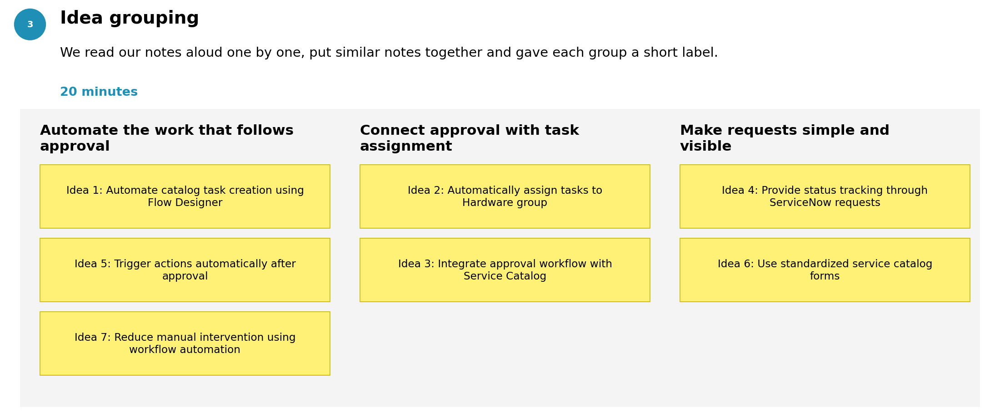 3
Idea grouping
We read our notes aloud one by one, put similar notes together and gave each group a short label.
20 minutes
Automate the work that follows
approval
Idea 1: Automate catalog task creation using
Flow Designer
Idea 5: Trigger actions automatically after
approval
Idea 7: Reduce manual intervention using
workflow automation
Connect approval with task
assignment
Idea 2: Automatically assign tasks to
Hardware group
Idea 3: Integrate approval workflow with
Service Catalog
Make requests simple and
visible
Idea 4: Provide status tracking through
ServiceNow requests
Idea 6: Use standardized service catalog
forms